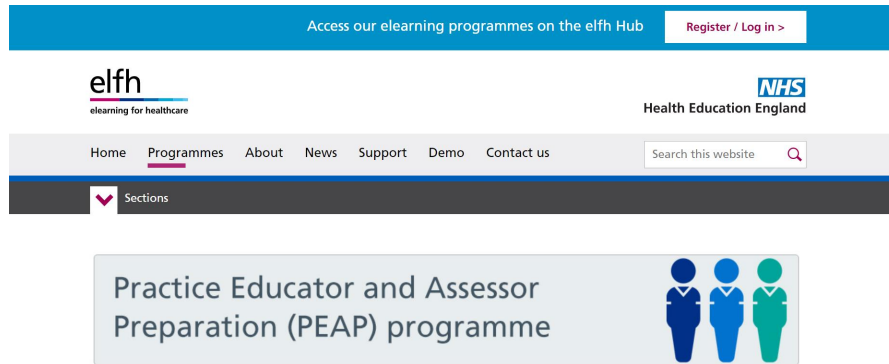 Access our elearning programmes on the elfh Hub
Register / Log in >
elfh
elearning for healthcare
NHS
Health Education England
Home Programmes About News Support Demo Contact us
Search this website
Sections
Practice Educator and Assessor
Preparation (PEAP) programme